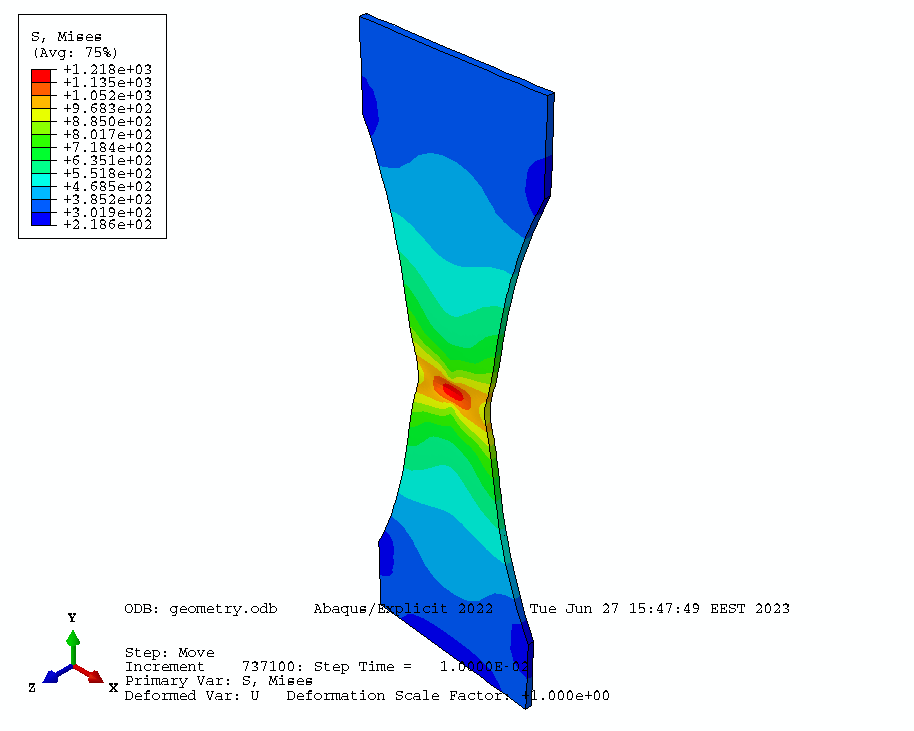 S, Mises
(Avg: 75%)
+1.218e+03
+1.135e+03
+1.052e+03
+9.683e+02
+8.850e+02
+8.017e+02
+7.184e+02
+6.351e+02
+5.518e+02
+4.685e+02
+3.852e+02
+3.019e+02
+2.186e+02
ODB: geometry.odb Abaqus/Explicit 2022 Tue Jun 27 15:47:49 EEST 2023
Y
Z
X
Step: Move
Increment 737100: Step Time = 1.0000E-02
Primary Var: S, Mises
Deformed Var: U Deformation Scale Factor: +1.000e+00